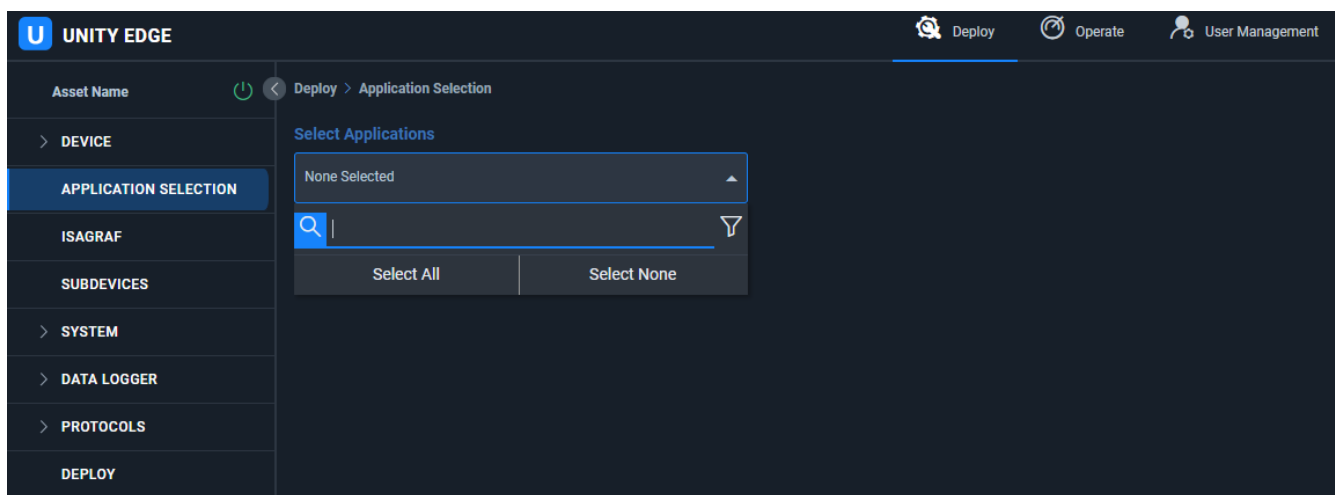 U UNITY EDGE
Deploy
Operate
User Management
Asset Name
Deploy > Application Selection
DEVICE
Select Applications
None Selected
APPLICATION SELECTION
ISAGRAF
Select All
Select None
SUBDEVICES
SYSTEM
DATA LOGGER
PROTOCOLS
DEPLOY